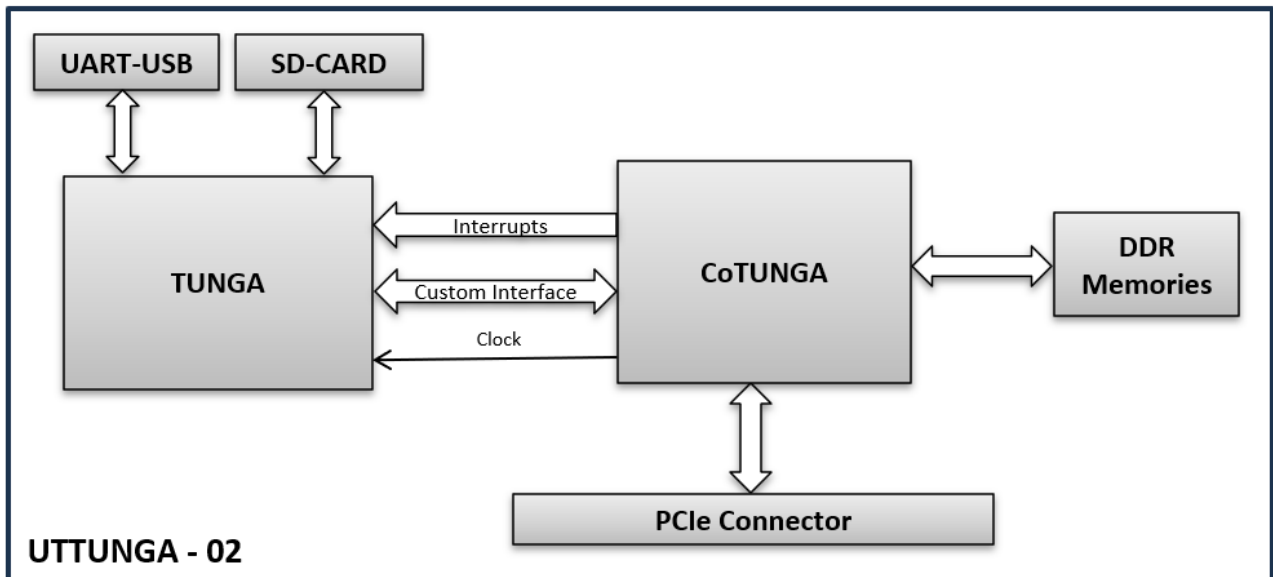 UART-USB
SD-CARD
TUNGA
Interrupts
Custom Interface
Clock
CoTUNGA
DDR
Memories
PCIe Connector
UTTUNGA - 02